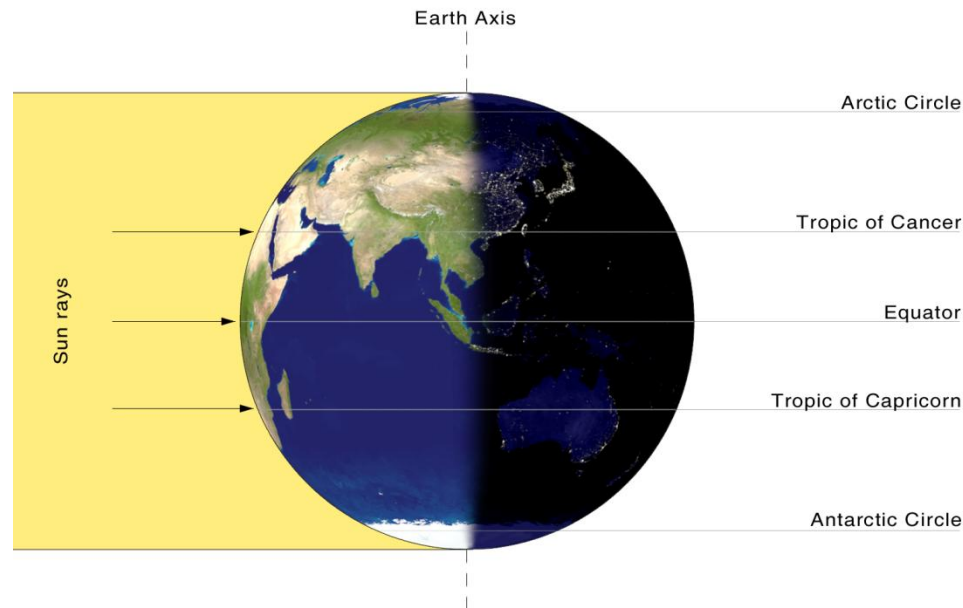 Earth Axis
Arctic Circle
Tropic of Cancer
Sun rays
Equator
Tropic of Capricorn
Antarctic Circle